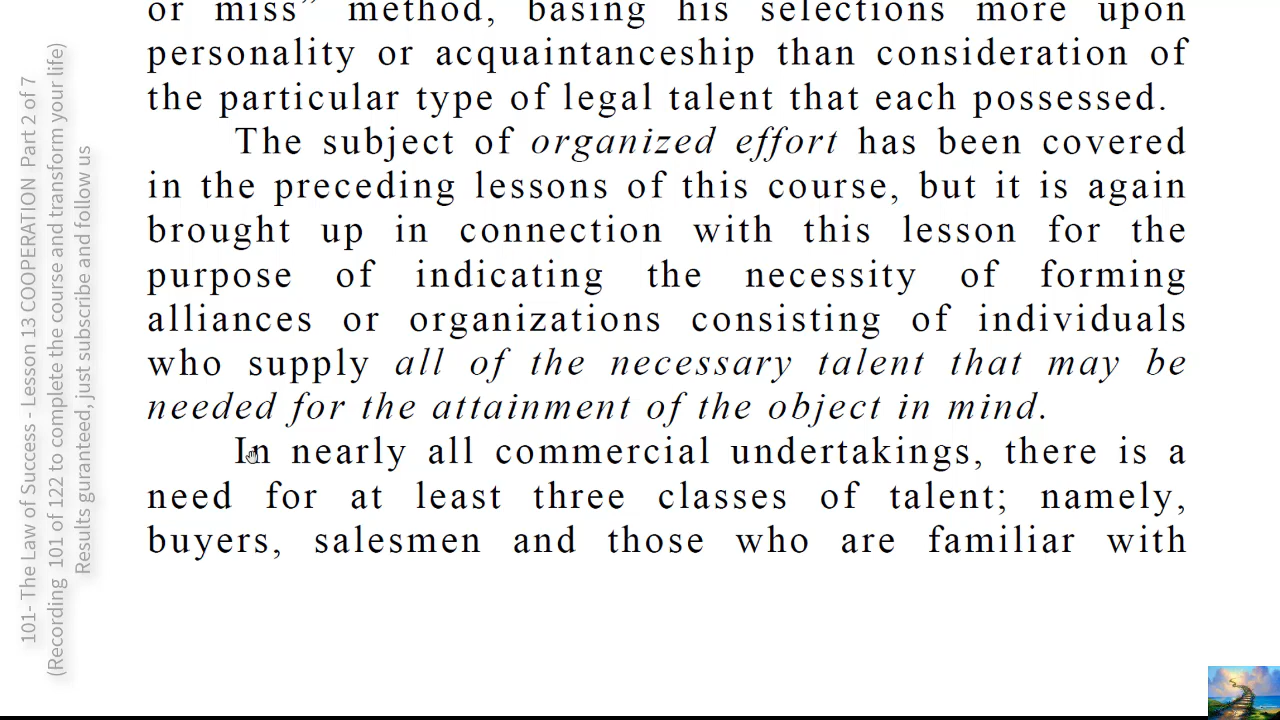 or miss” method, basing his selections more upon
personality or acquaintanceship than consideration of
the particular type of legal talent that each possessed.
The subject of organized effort has been covered
in the preceding lessons of this course, but it is again
brought up in connection with this lesson for the
purpose of indicating the necessity of forming
alliances or organizations consisting of individuals
who supply all of the necessary talent that may be
needed for the attainment of the object in mind.
In nearly all commercial undertakings, there is a
need for at least three classes of talent; namely,
buyers, salesmen and those who are familiar with
101- The Law of Success - Lesson 13 COOPERATION Part 2 of 7
(Recording 101 of 122 to complete the course and transform your life)
Results guranteed, just subscribe and follow us